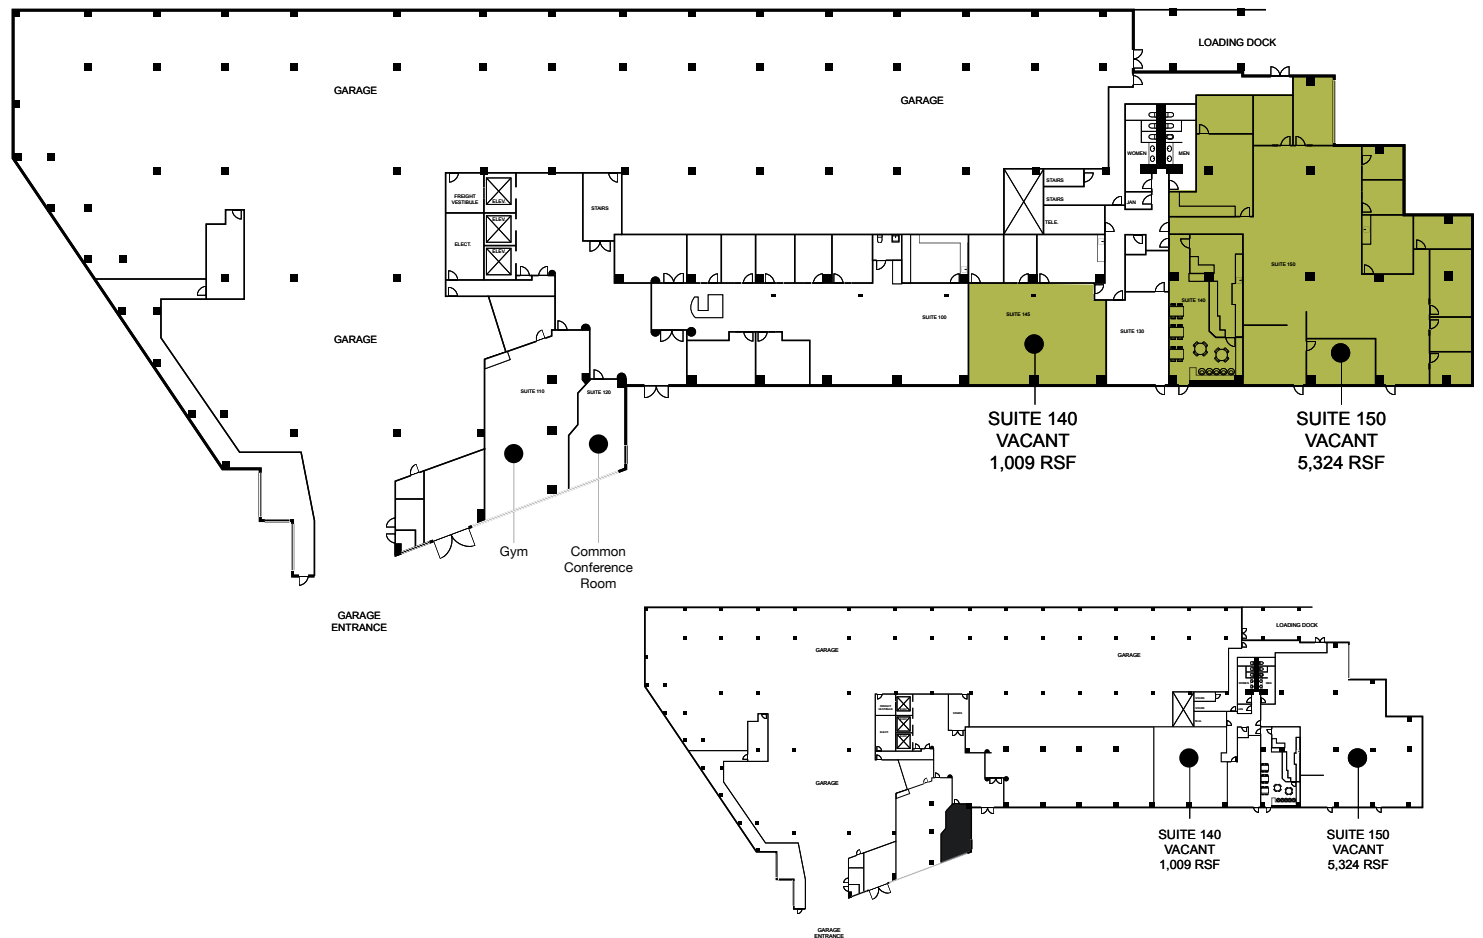 LOADING DOCK
GARAGE
GARAGE
WOMEN
MEN
FREIGHT
VESTIBULE
ELEV.
STAIRS
STAIRS
STAIRS
JAN
TELE.
ELEV.
ELECT.
ELEV.
SUITE 150
SUITE 140
SUITE 100
SUITE 145
SUITE 130
GARAGE
SUITE 110
SUITE 120
SUITE 140
VACANT
1,009 RSF
SUITE 150
VACANT
5,324 RSF
Gym
Common
Conference
Room
GARAGE
ENTRANCE
LOADING DOCK
GARAGE
GARAGE
GARAGE
SUITE 140
VACANT
1,009 RSF
SUITE 150
VACANT
5,324 RSF
GARAGE
ENTRANCE